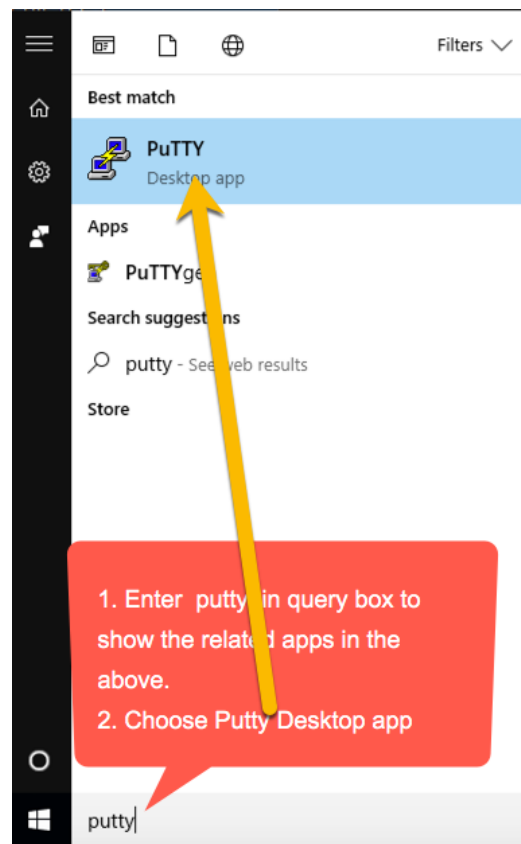 Filters
Best match
PuTTY
Desktop app
Apps
PuTTYge
Search suggest ns
putty - See web results
Store
1. Enter putty in query box to
show the related apps in the
above.
2. Choose Putty Desktop app
putty